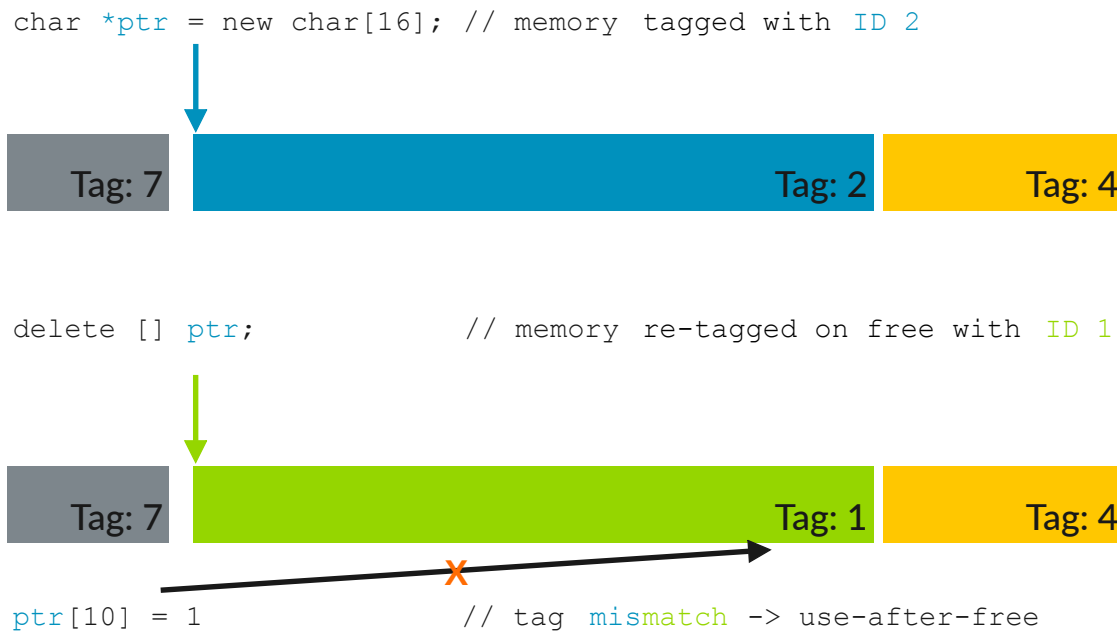 char *ptr = new char[16]; // memory tagged with ID 2
Tag: 7 Tag: 2 Tag: 4
delete [] ptr; // memory re-tagged on free with ID 1
Tag: 7 Tag: 1 Tag: 4
X
ptr[10] = 1 // tag mismatch -> use-after-free